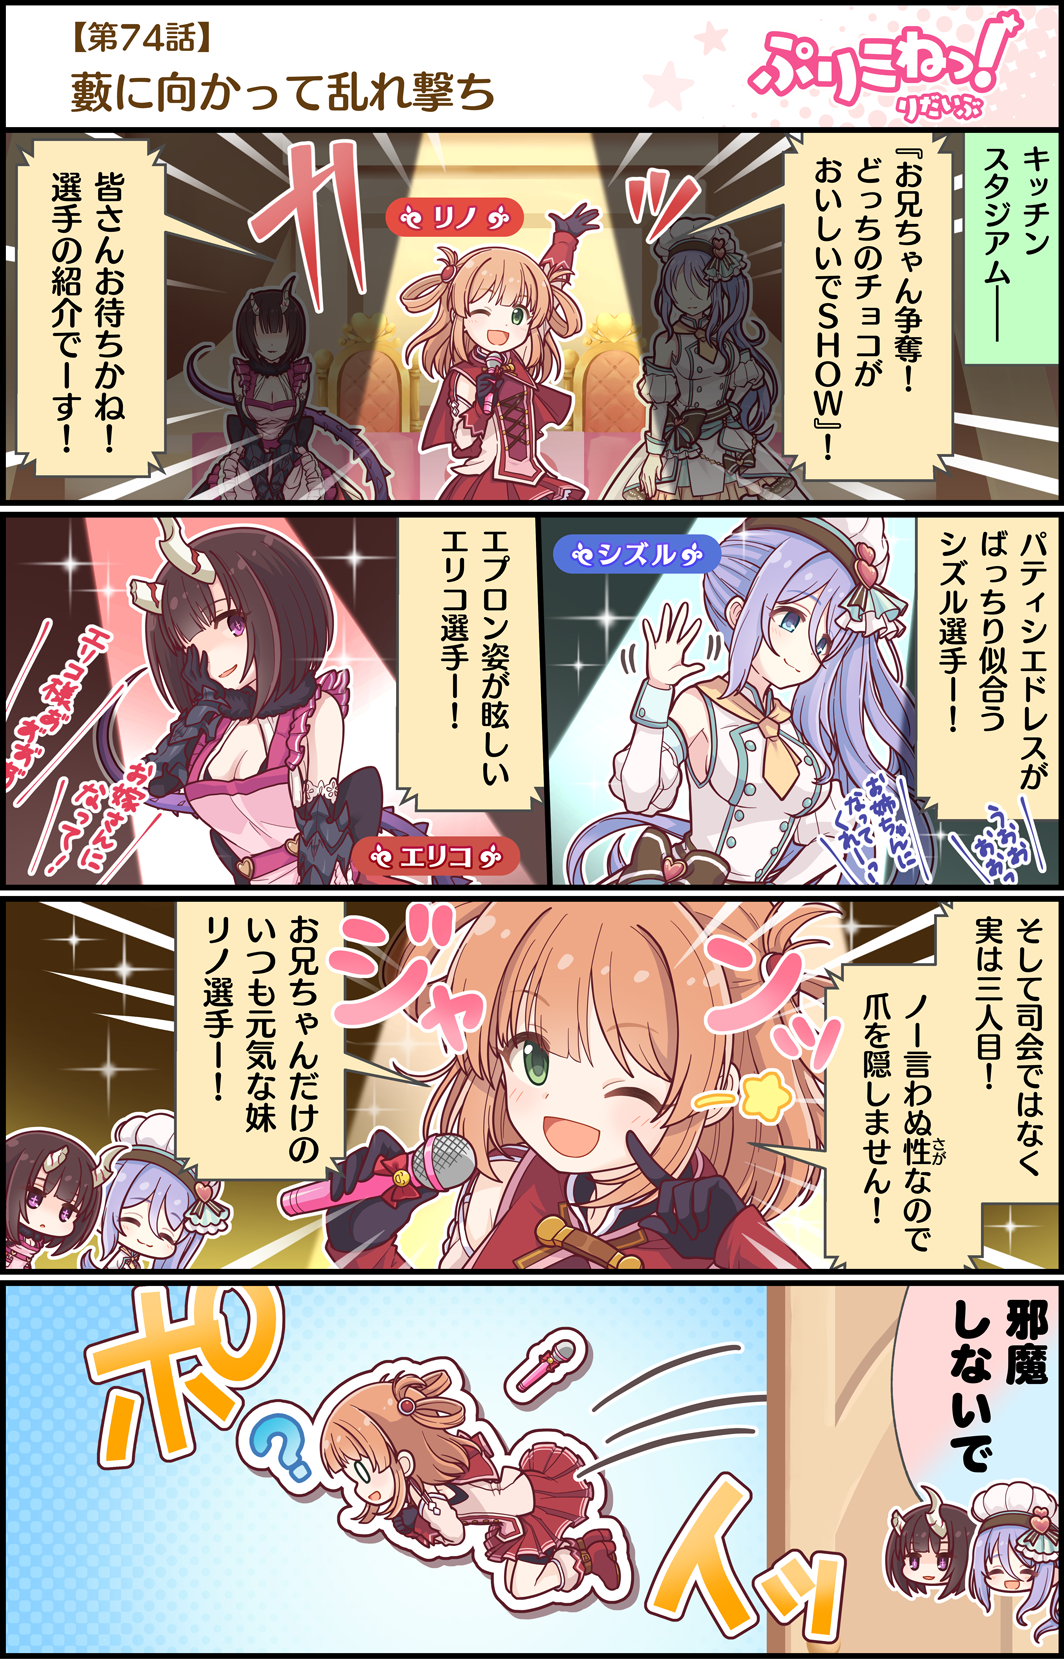 【第74話】
藪に向かって乱れ撃ち
ぷりこねっ!
りだいぶ
キッチン
スタジアム――
『お兄ちゃん争奪!
どっちのチョコが
おいしいでSHOW』!
ガッ
リノ
皆さんお待ちかね!
選手の紹介でーす!
パティシエドレスが
ばっちり似合う
シズル選手ー!
シズル
うおお
おおっ
お姉ちゃんに
なって
くれーっ
エプロン姿が眩しい
エリコ選手ー!
エリコ
エリコ様ぁぁぁぁ
お嫁さんに
なって!
そして司会ではなく
実は三人目!
ノー言わぬ性なので
さが
爪を隠しません!
ジャンッ
お兄ちゃんだけの
いつも元気な妹
リノ選手ー!
邪魔
しないで
ポイッ
?